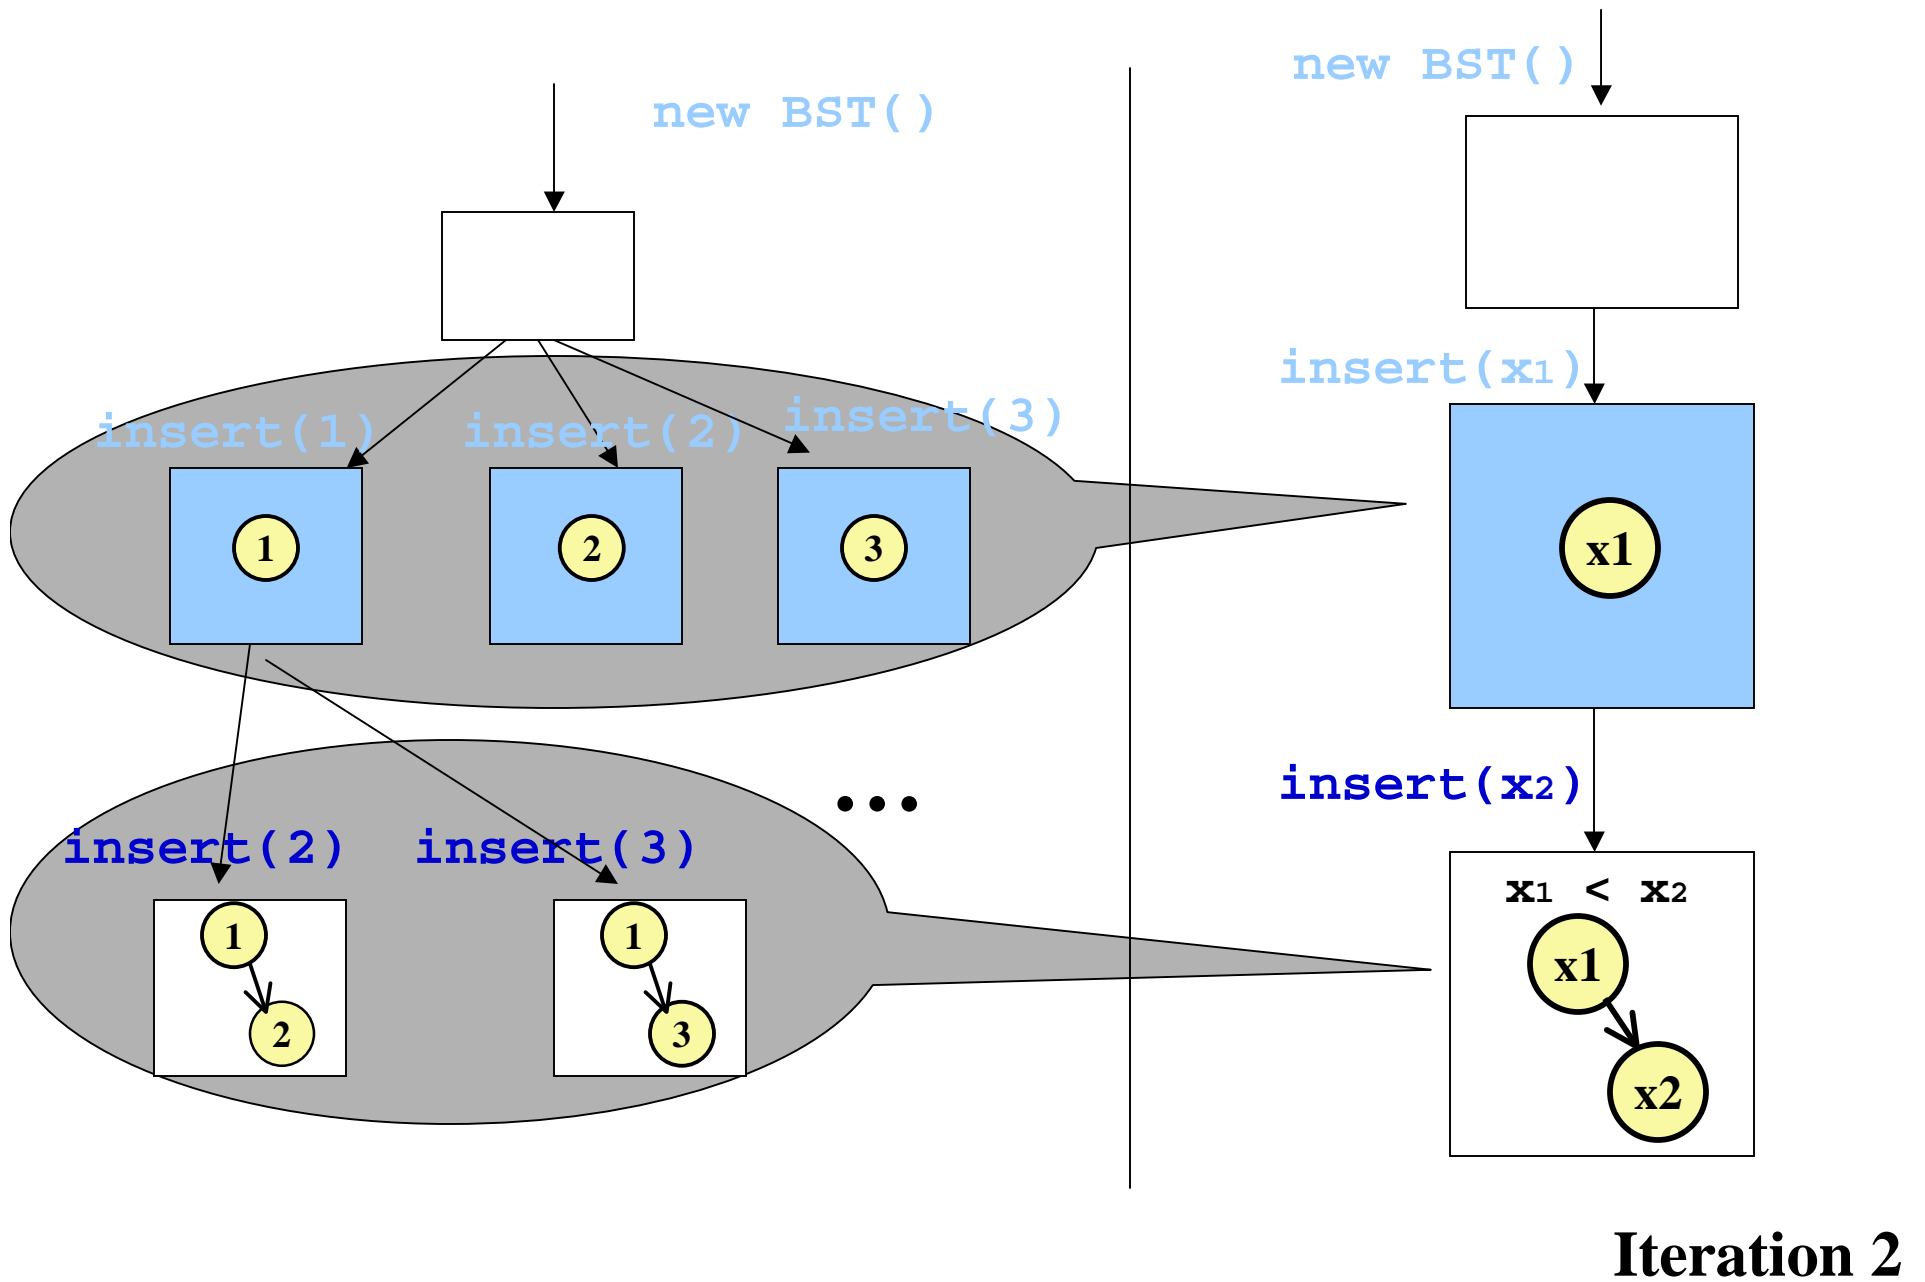 new BST()
new BST()
insert(x1)
insert(1)
insert(2)
insert(3)
1
2
3
x1
insert(x2)
...
insert(2)
insert(3)
x1 < x2
1
1
x1
2
3
x2
Iteration 2